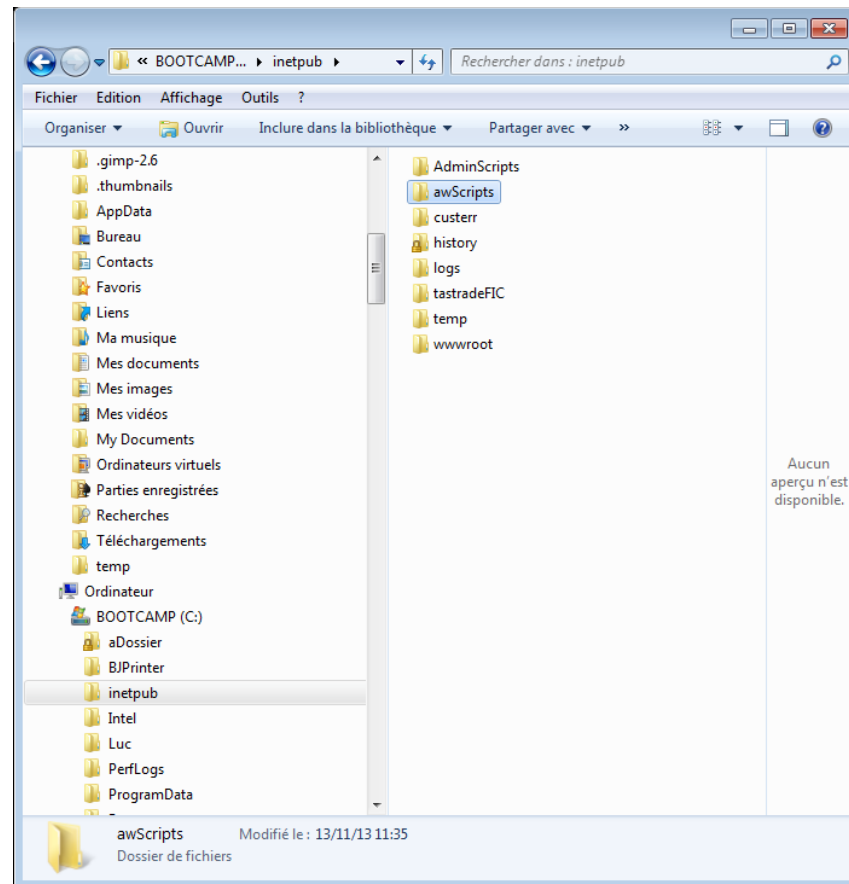 « BOOTCAMP... ▸ inetpub ▸
Rechercher dans : inetpub
Fichier Edition Affichage Outils ?
Organiser Ouvrir Inclure dans la bibliothèque Partager avec »
.gimp-2.6
.thumbnails
AppData
Bureau
Contacts
Favoris
Liens
Ma musique
Mes documents
Mes images
Mes vidéos
My Documents
Ordinateurs virtuels
Parties enregistrées
Recherches
Téléchargements
temp
Ordinateur
BOOTCAMP (C:)
aDossier
BJPrinter
inetpub
Intel
Luc
PerfLogs
ProgramData
AdminScripts
awScripts
custerr
history
logs
tastradeFIC
temp
wwwroot
Aucun
aperçu n'est
disponible.
awScripts Modifié le : 13/11/13 11:35
Dossier de fichiers